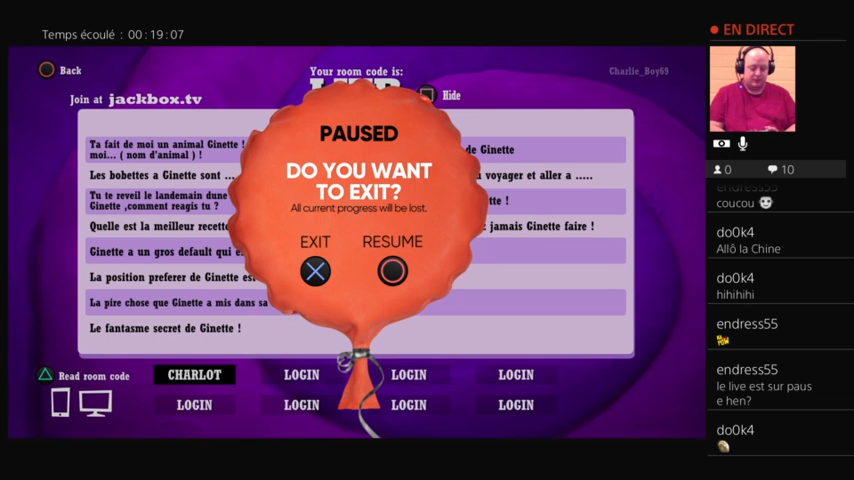 Temps écoulé : 00:19:07
EN DIRECT
Back
Your room code is:
Charlie_Boy69
Join at jackbox.tv
Hide
PAUSED
DO YOU WANT
TO EXIT?
All current progress will be lost.
EXIT RESUME
Ta fait de moi un animal Ginette !
moi... ( nom d'animal ) !
Les bobettes a Ginette sont ...
Tu te reveil le landemain dune
Ginette ,comment reagis tu ?
Quelle est la meilleur recette
Ginette a un gros default qui
La position preferer de Ginette
La pire chose que Ginette a mis dans sa
Le fantasme secret de Ginette !
de Ginette
voyager et aller a .....
!
jamais Ginette faire !
Read room code
CHARLOT LOGIN LOGIN LOGIN
LOGIN LOGIN LOGIN LOGIN
0 10
endress55
coucou
do0k4
Allô la Chine
do0k4
hihihihi
endress55
endress55
le live est sur paus
e hen?
do0k4